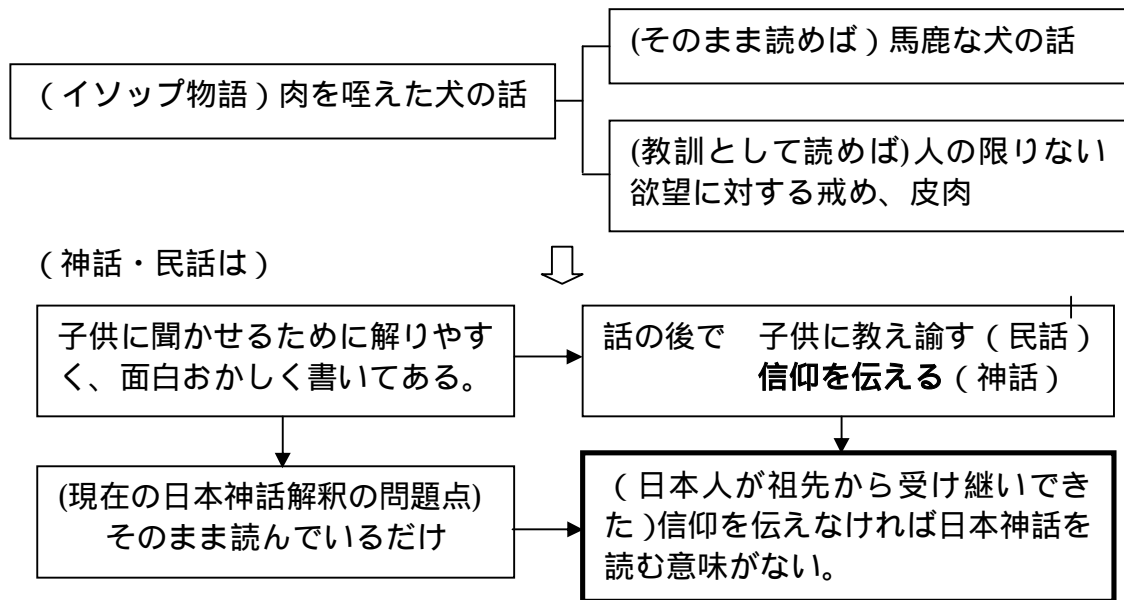 (そのまま読めば)馬鹿な犬の話
(イソップ物語)肉を咥えた犬の話
(教訓として読めば)人の限りない
欲望に対する戒め、皮肉
(神話・民話は)
子供に聞かせるために解りやす
く、面白おかしく書いてある。
話の後で　子供に教え諭す(民話)
信仰を伝える(神話)
(現在の日本神話解釈の問題点)
そのまま読んでいるだけ
(日本人が祖先から受け継いでき
た)信仰を伝えなければ日本神話を
読む意味がない。